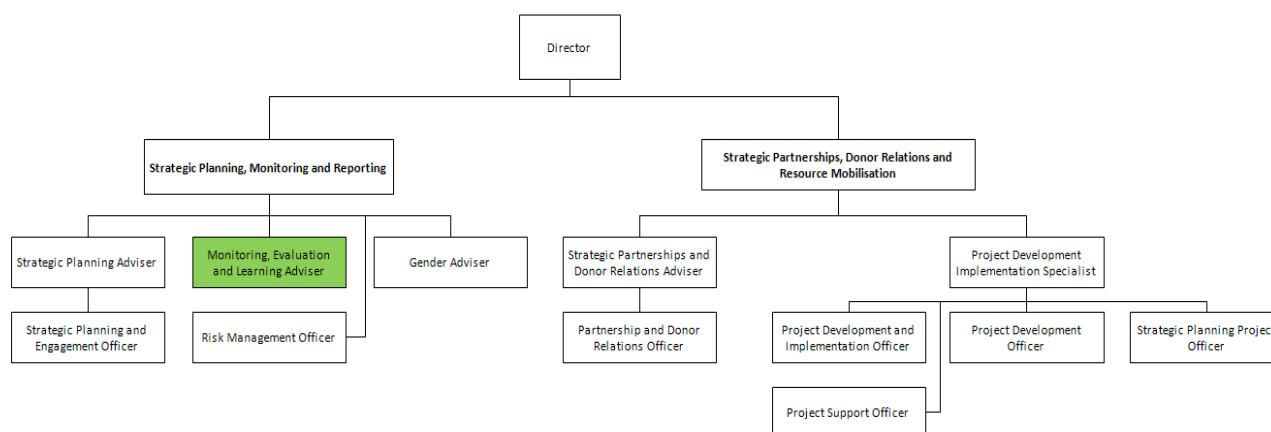 Director
Strategic Planning, Monitoring and Reporting
Strategic Partnerships, Donor Relations and
Resource Mobilisation
Strategic Planning Adviser
Monitoring, Evaluation
and Learning Adviser
Gender Adviser
Strategic Partnerships and
Donor Relations Adviser
Project Development
Implementation Specialist
Strategic Planning and
Engagement Officer
Risk Management Officer
Partnership and Donor
Relations Officer
Project Development and
Implementation Officer
Project Development
Officer
Strategic Planning Project
Officer
Project Support Officer